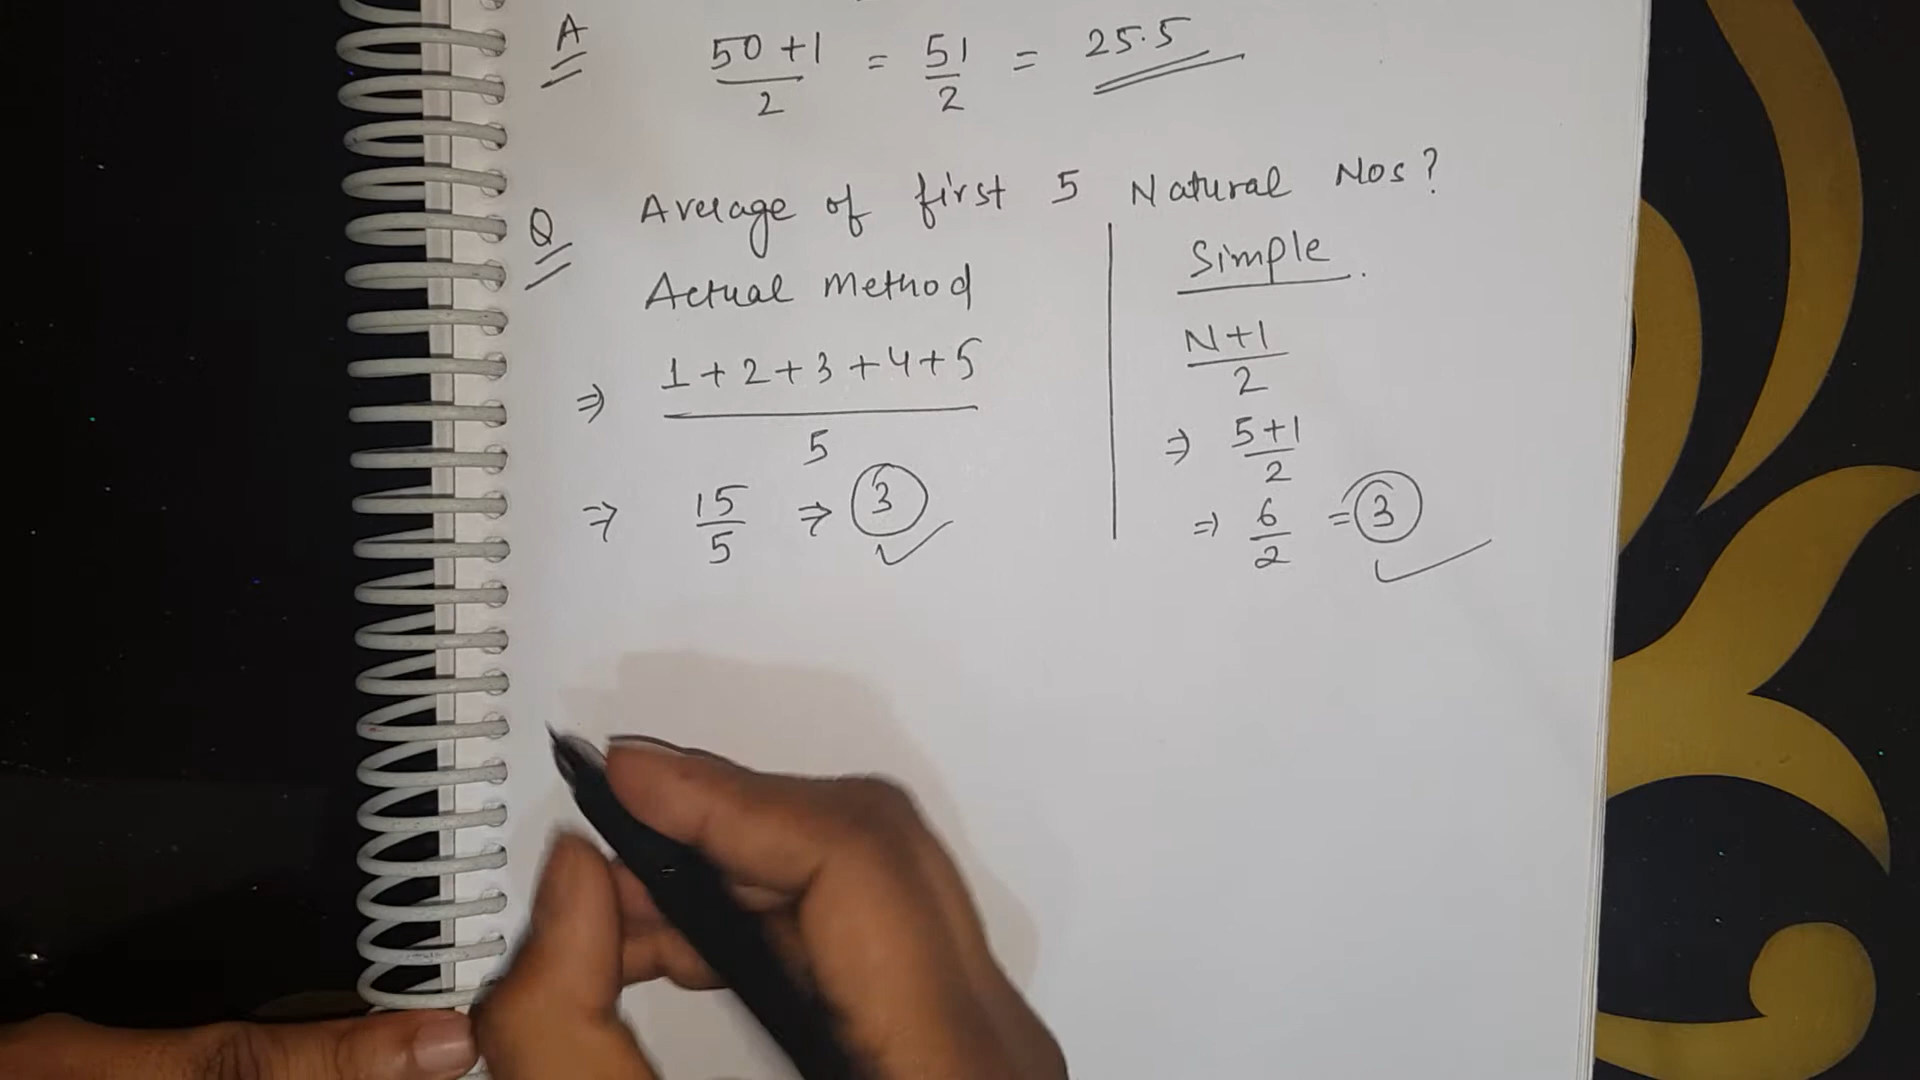 A 50+1/2 = 51/2 = 25.5
Q Average of first 5 Natural Nos?
Actual Method
⇒ 1+2+3+4+5/5
⇒ 15/5 ⇒ 3
Simple.
N+1/2
⇒ 5+1/2
⇒ 6/2 = 3